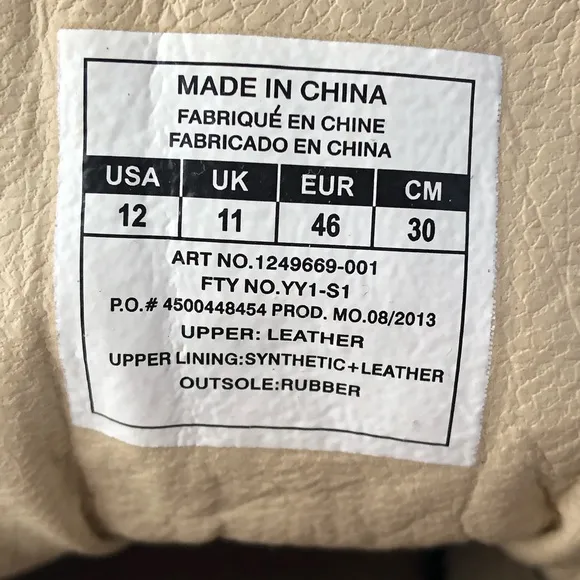 MADE IN CHINA
FABRIQUÉ EN CHINE
FABRICADO EN CHINA
USA UK EUR CM
12 11 46 30
ART NO.1249669-001
FTY NO.YY1-S1
P.O.# 4500448454 PROD. MO.08/2013
UPPER: LEATHER
UPPER LINING:SYNTHETIC+LEATHER
OUTSOLE:RUBBER